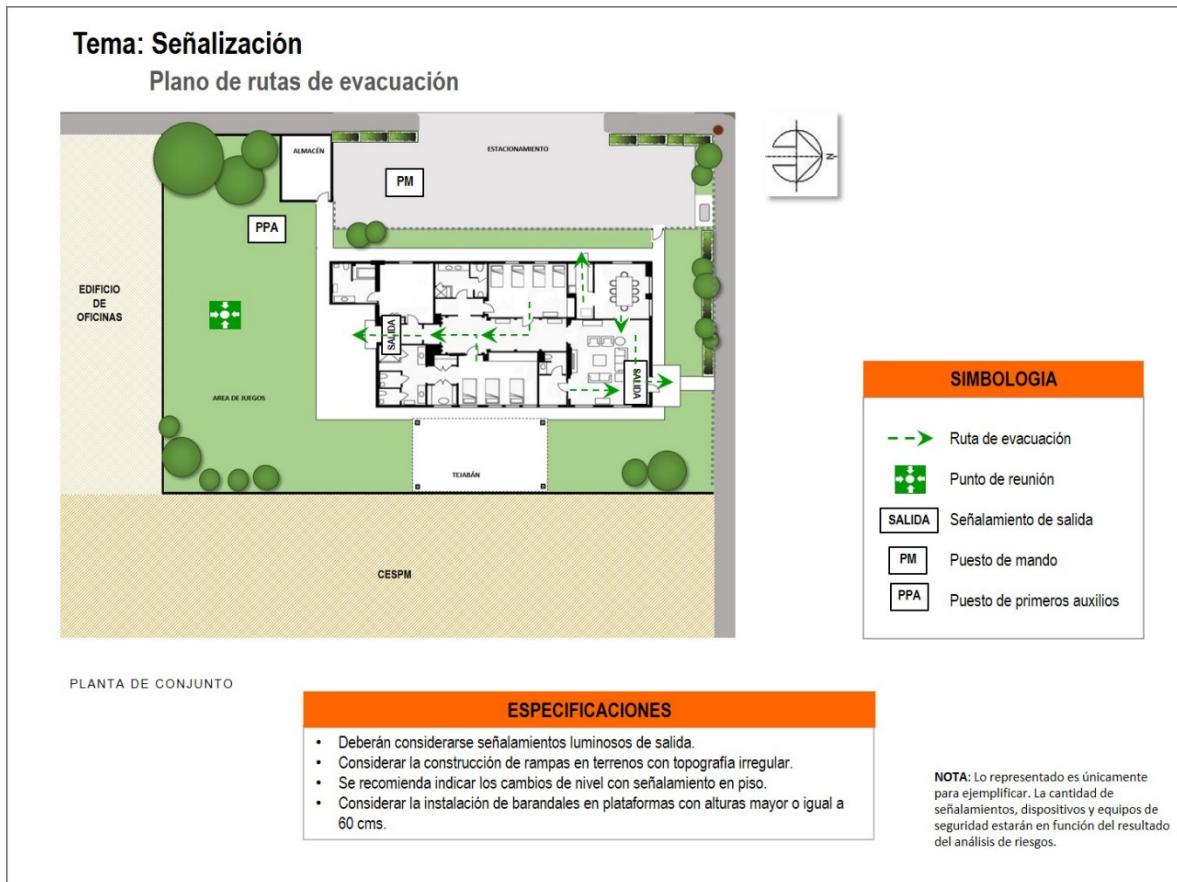 Tema: Señalización
Plano de rutas de evacuación
ALMACÉN
ESTACIONAMIENTO
PM
N
PPA
EDIFICIO
DE
OFICINAS
SALIDA
SALIDA
AREA DE JUEGOS
TEJABÁN
CESPM
SIMBOLOGIA
Ruta de evacuación
Punto de reunión
SALIDA Señalamiento de salida
PM Puesto de mando
PPA Puesto de primeros auxilios
PLANTA DE CONJUNTO
ESPECIFICACIONES
• Deberán considerarse señalamientos luminosos de salida.
• Considerar la construcción de rampas en terrenos con topografía irregular.
• Se recomienda indicar los cambios de nivel con señalamiento en piso.
• Considerar la instalación de barandales en plataformas con alturas mayor o igual a
60 cms.
NOTA: Lo representado es únicamente
para ejemplificar. La cantidad de
señalamientos, dispositivos y equipos de
seguridad estarán en función del resultado
del análisis de riesgos.